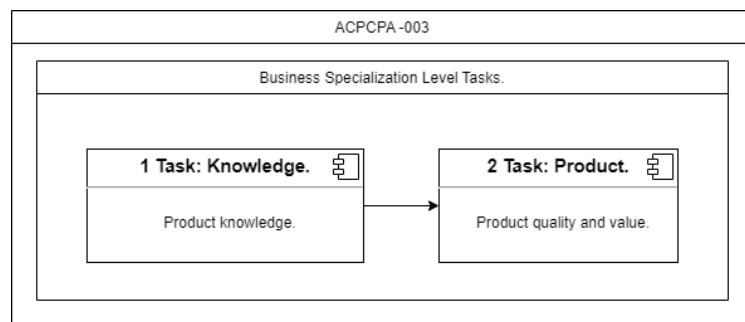 ACPCPA-003
Business Specialization Level Tasks.
1 Task: Knowledge.
Product knowledge.
2 Task: Product.
Product quality and value.